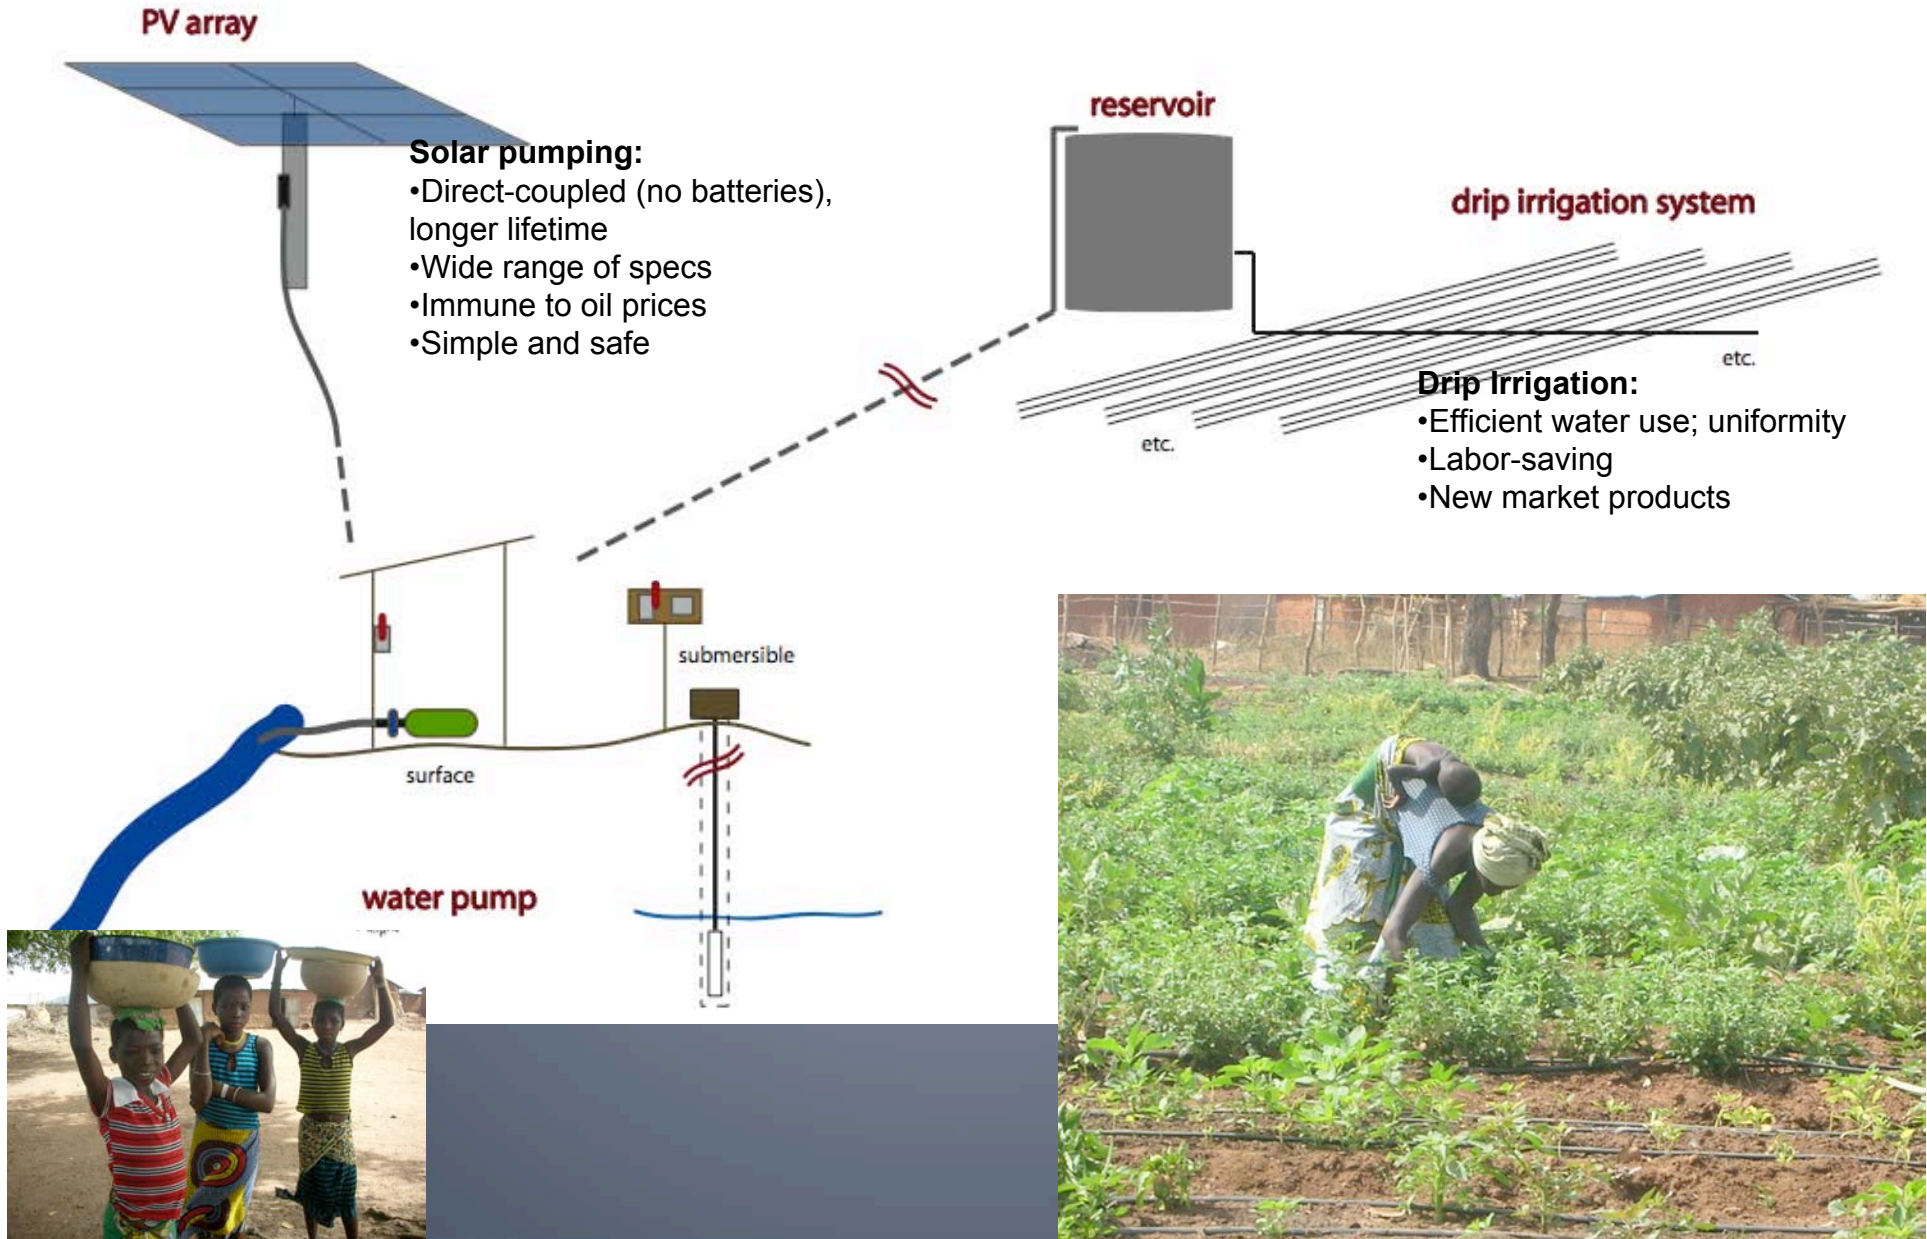 PV array
Solar pumping:
•Direct-coupled (no batteries),
longer lifetime
•Wide range of specs
•Immune to oil prices
•Simple and safe
reservoir
drip irrigation system
etc.
etc.
Drip Irrigation:
•Efficient water use; uniformity
•Labor-saving
•New market products
submersible
surface
water pump